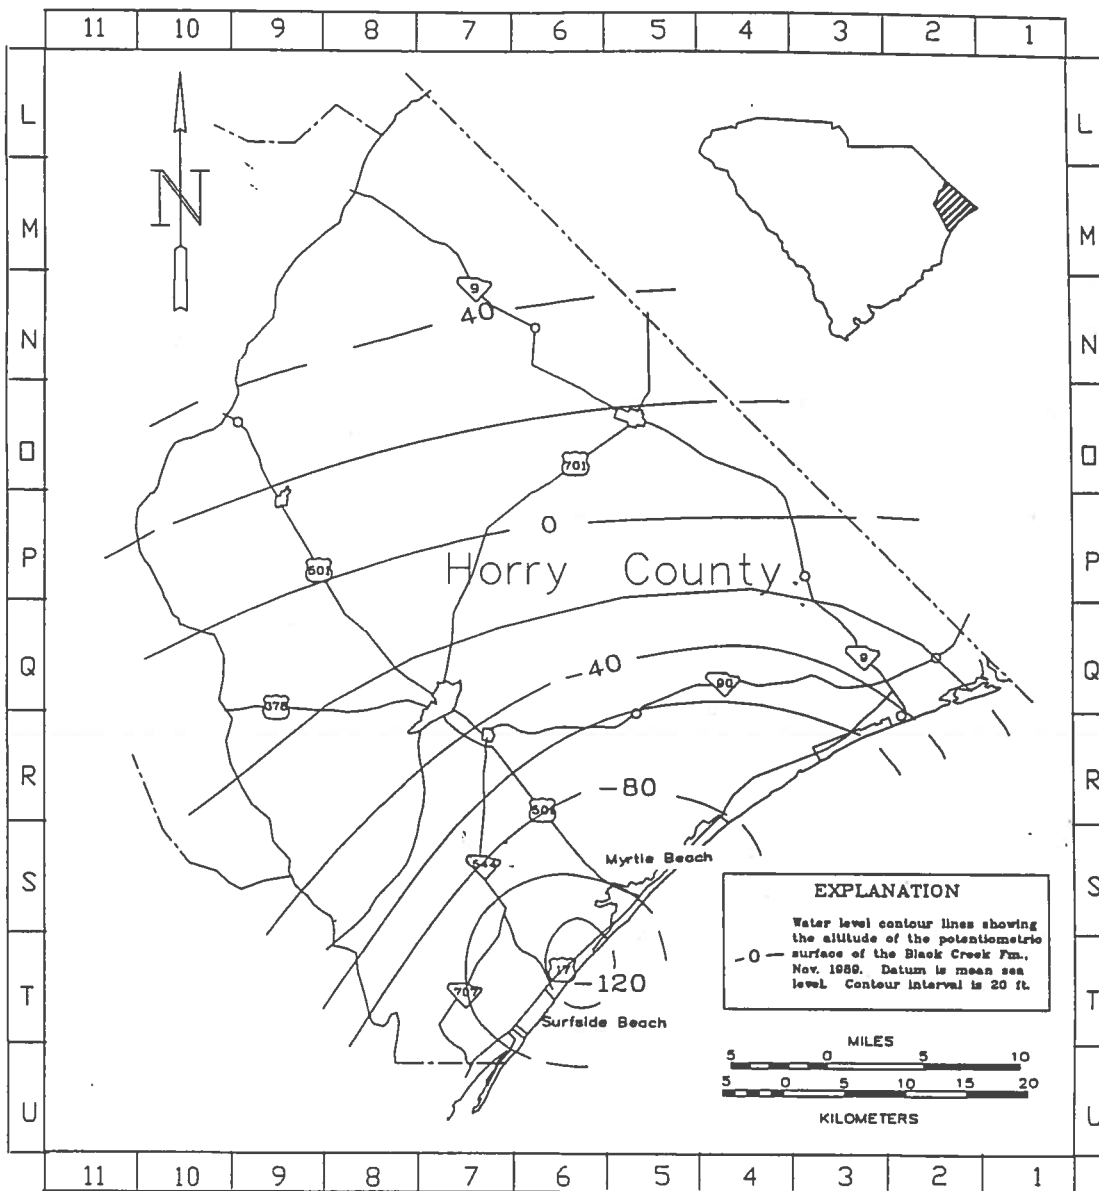 11 10 9 8 7 6 5 4 3 2 1
L L
N
M M
9
40
N N
O O
701
0
P P
501
Horry County
Q Q
-40
9
90
378
R R
-80
501
Myrtle Beach
544
S S
EXPLANATION
Water level contour lines showing
the altitude of the potentiometric
-0- surface of the Black Creek Fm.,
Nov. 1989. Datum is mean sea
level. Contour interval is 20 ft.
17
-120
707
T T
Surfside Beach
MILES
5 0 5 10
5 0 5 10 15 20
KILOMETERS
U U
11 10 9 8 7 6 5 4 3 2 1